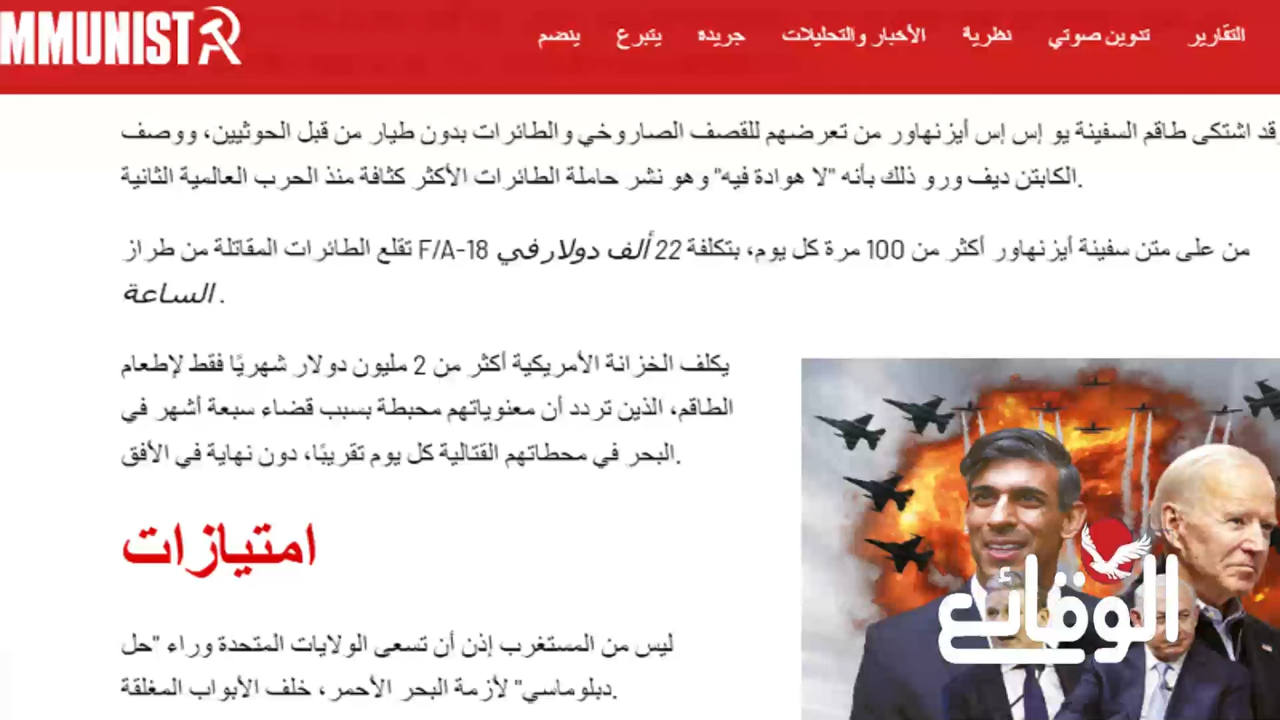 MMUNIST
التقارير تدوين صوتي نظرية الأخبار والتحليلات جريدة يتبرع ينضم
قد اشتكى طاقم السفينة يو إس إس أيزنهاور من تعرضهم للقصف الصاروخي والطائرات بدون طيار من قبل الحوثيين، ووصف
الكابتن ديف ورو ذلك بأنه "لا هوادة فيه" وهو نشر حاملة الطائرات الأكثر كثافة منذ الحرب العالمية الثانية.
من على متن سفينة أيزنهاور أكثر من 100 مرة كل يوم، بتكلفة 22 ألف دولار في F/A-18 تقلع الطائرات المقاتلة من طراز
الساعة .
يكلف الخزانة الأمريكية أكثر من 2 مليون دولار شهريًا فقط لإطعام
الطاقم، الذين تردد أن معنوياتهم محبطة بسبب قضاء سبعة أشهر في
البحر في محطاتهم القتالية كل يوم تقريبًا، دون نهاية في الأفق.
امتيازات
ليس من المستغرب إذن أن تسعى الولايات المتحدة وراء "حل
دبلوماسي" لأزمة البحر الأحمر، خلف الأبواب المغلقة.
الوقائع